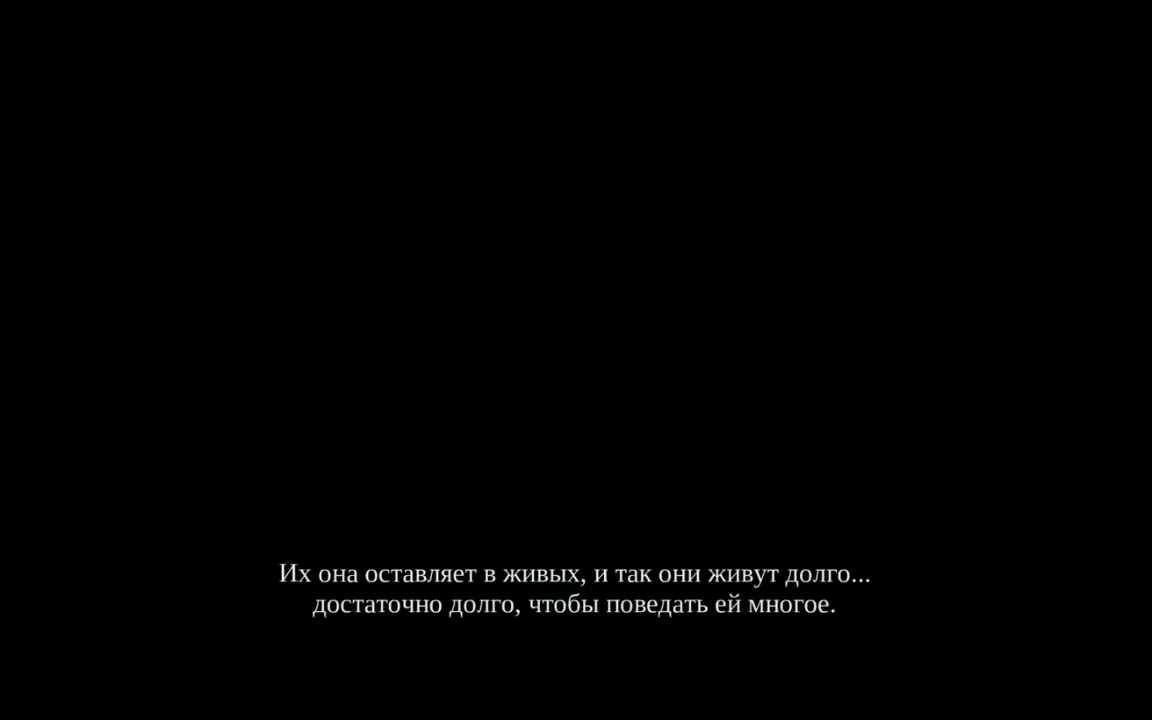 Их она оставляет в живых, и так они живут долго...
достаточно долго, чтобы поведать ей многое.